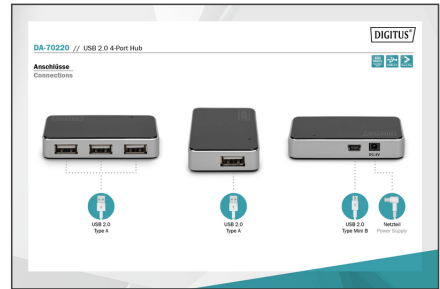 DIGITUS®
DA-70220 // USB 2.0 4-Port Hub
Anschlüsse
Connections
DC:5V
USB 2.0
Type A
USB 2.0
Type A
USB 2.0
Type Mini B
Netzteil
Power Supply